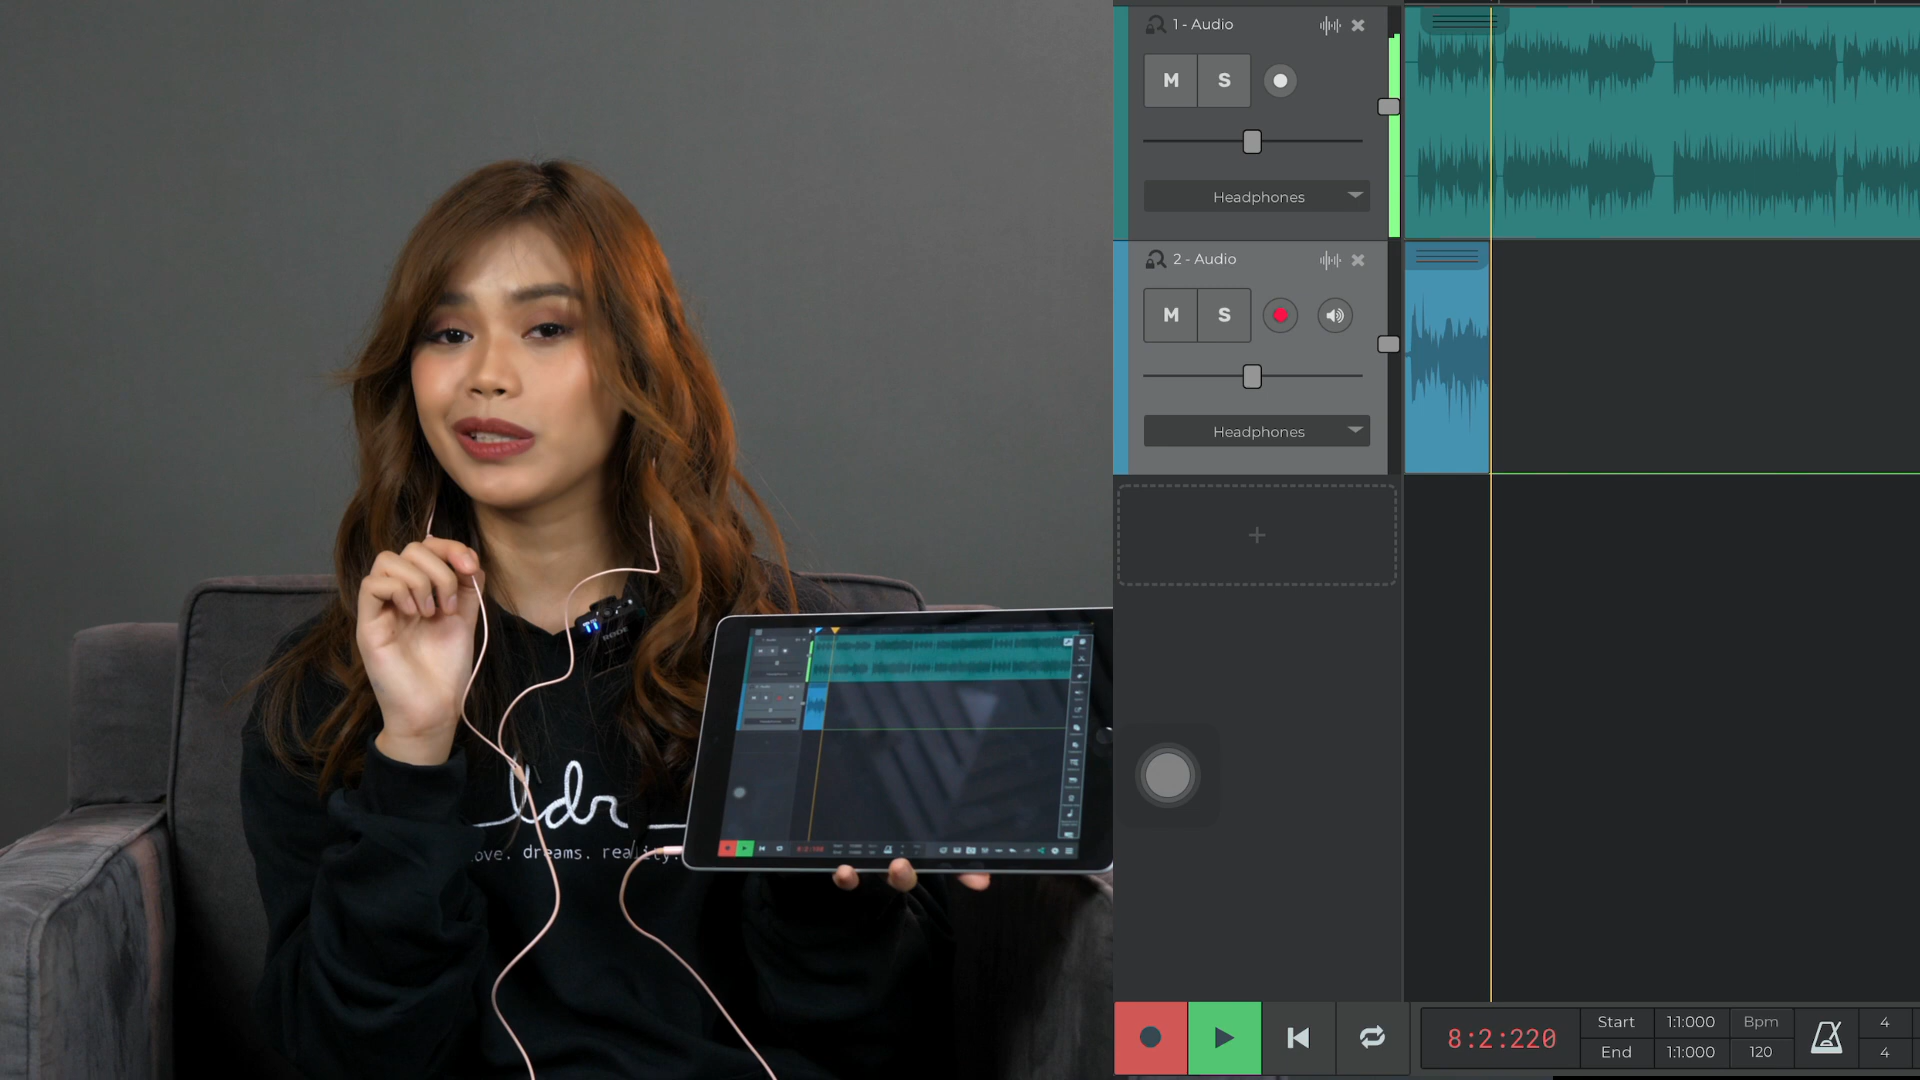 1 - Audio
M
S
Headphones
2 - Audio
M
S
Headphones
+
8:2:220
Start
1:1:000
Bpm
4
End
1:1:000
120
4
RODE
ldr
love. dreams. reality.